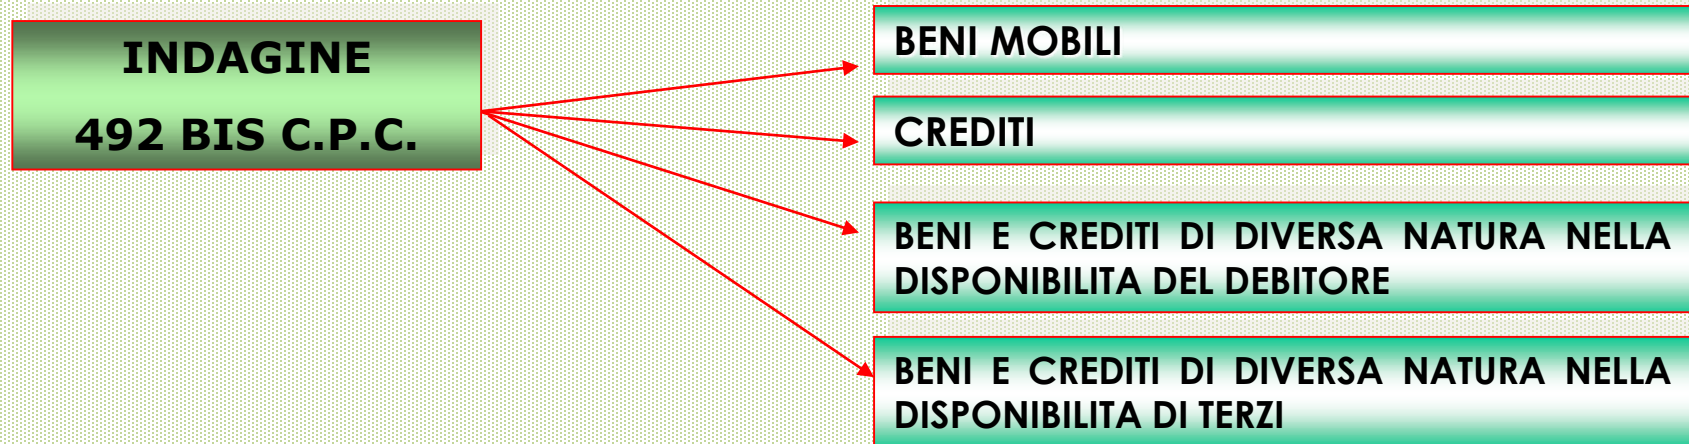 INDAGINE
492 BIS C.P.C.
BENI MOBILI
CREDITI
BENI E CREDITI DI DIVERSA NATURA NELLA
DISPONIBILITA DEL DEBITORE
BENI E CREDITI DI DIVERSA NATURA NELLA
DISPONIBILITA DI TERZI